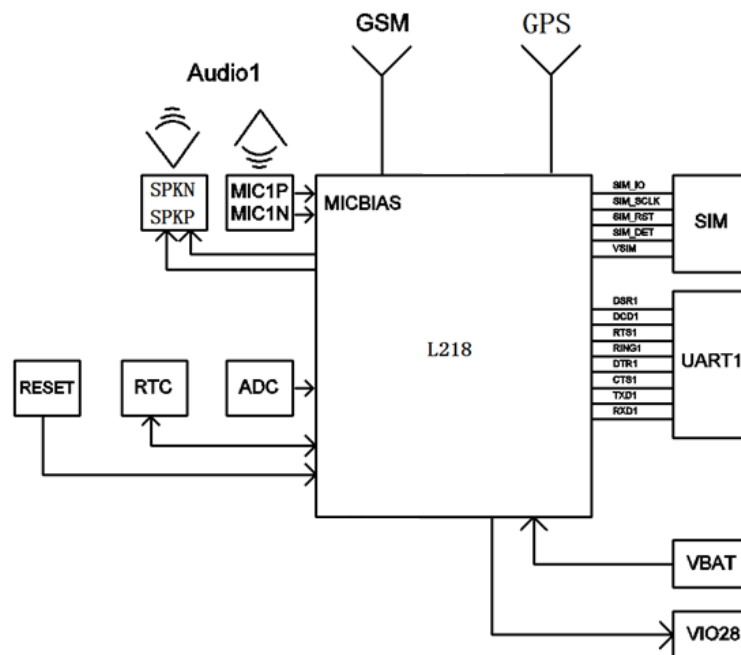 GSM
GPS
Audio1
SPKN
SPKP
MIC1P
MIC1N
MICBIAS
SIM_IO
SIM_SCLK
SIM_RST
SIM_DET
VSIM
SIM
L218
DSR1
DCD1
RTS1
RING1
DTR1
CTS1
TXD1
RXD1
UART1
RESET
RTC
ADC
VBAT
VIO28